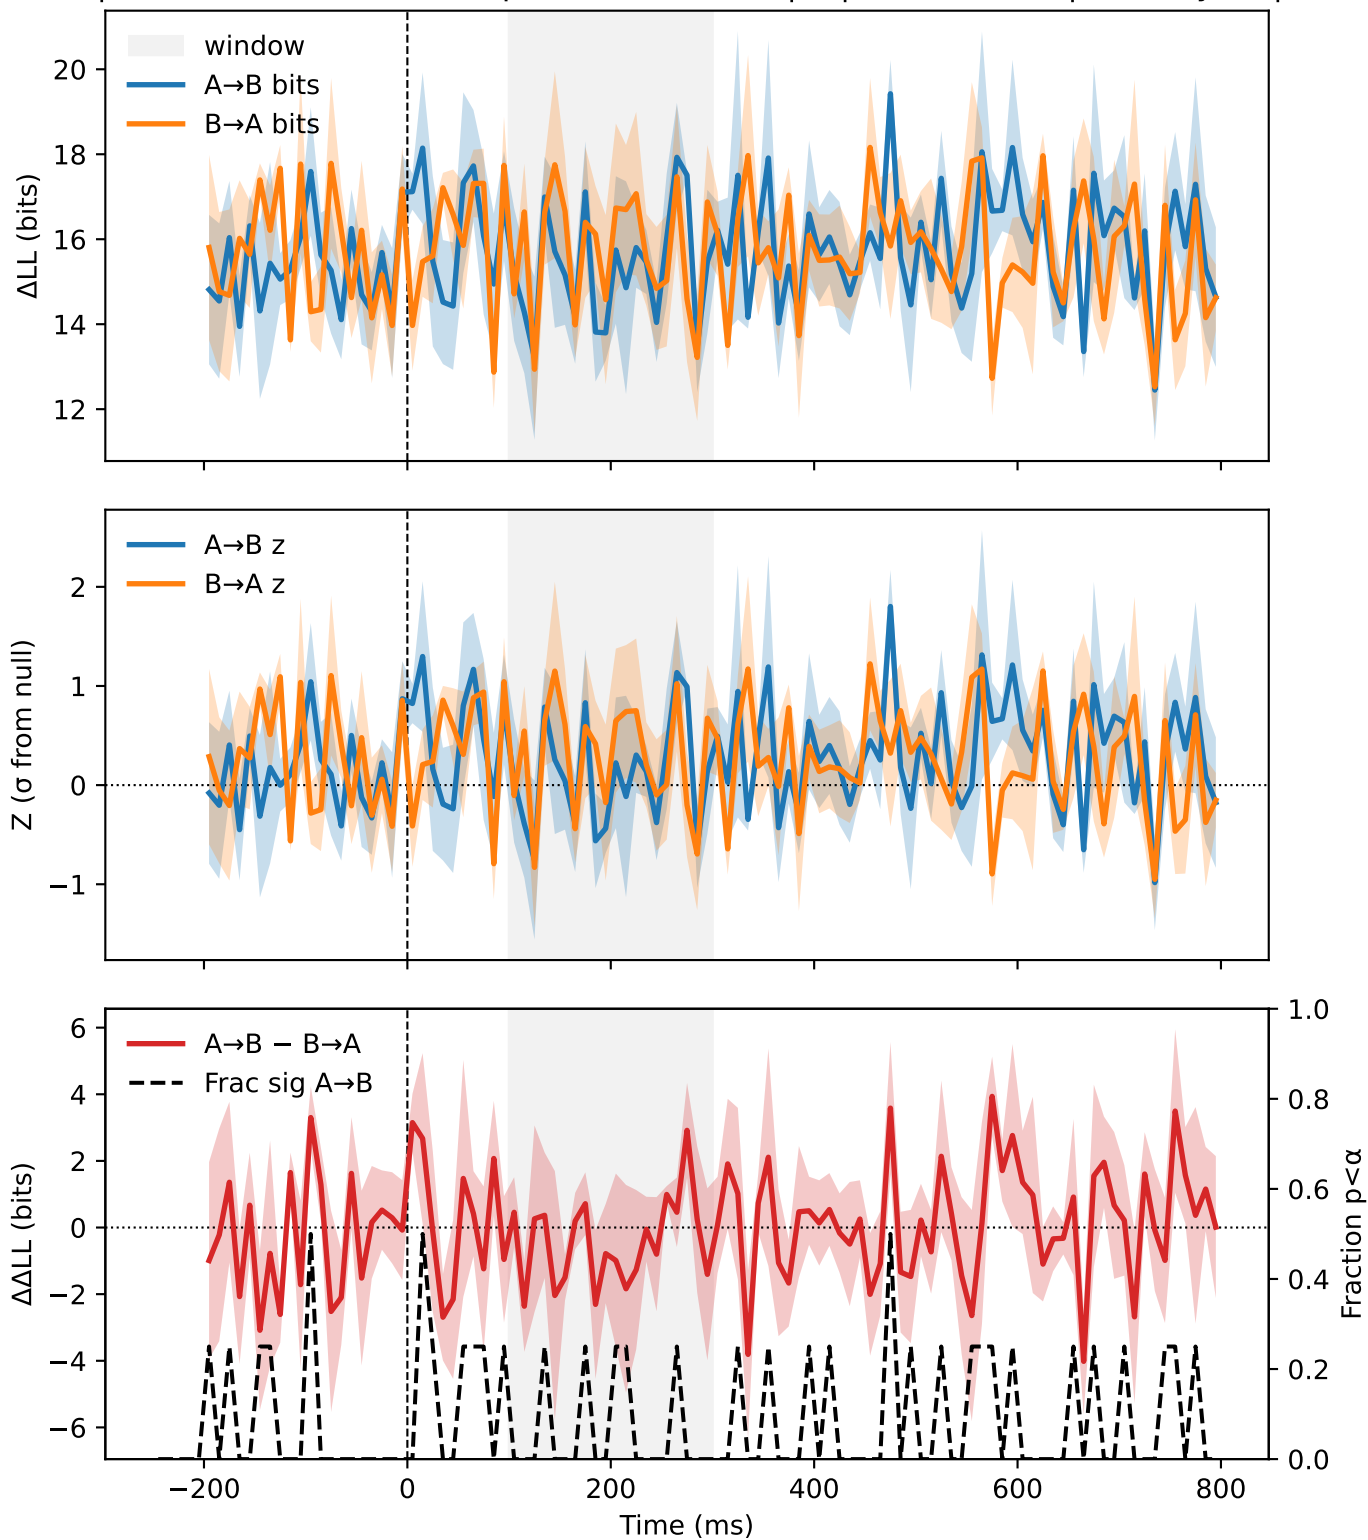 window
A→B bits
B→A bits
ΔLL (bits)
20
18
16
14
12
A→B z
B→A z
Z (σ from null)
2
1
0
−1
A→B − B→A
Frac sig A→B
ΔΔLL (bits)
6
4
2
0
−2
−4
−6
1.0
0.8
0.6
0.4
0.2
0.0
Fraction p<α
−200
0
200
400
600
800
Time (ms)